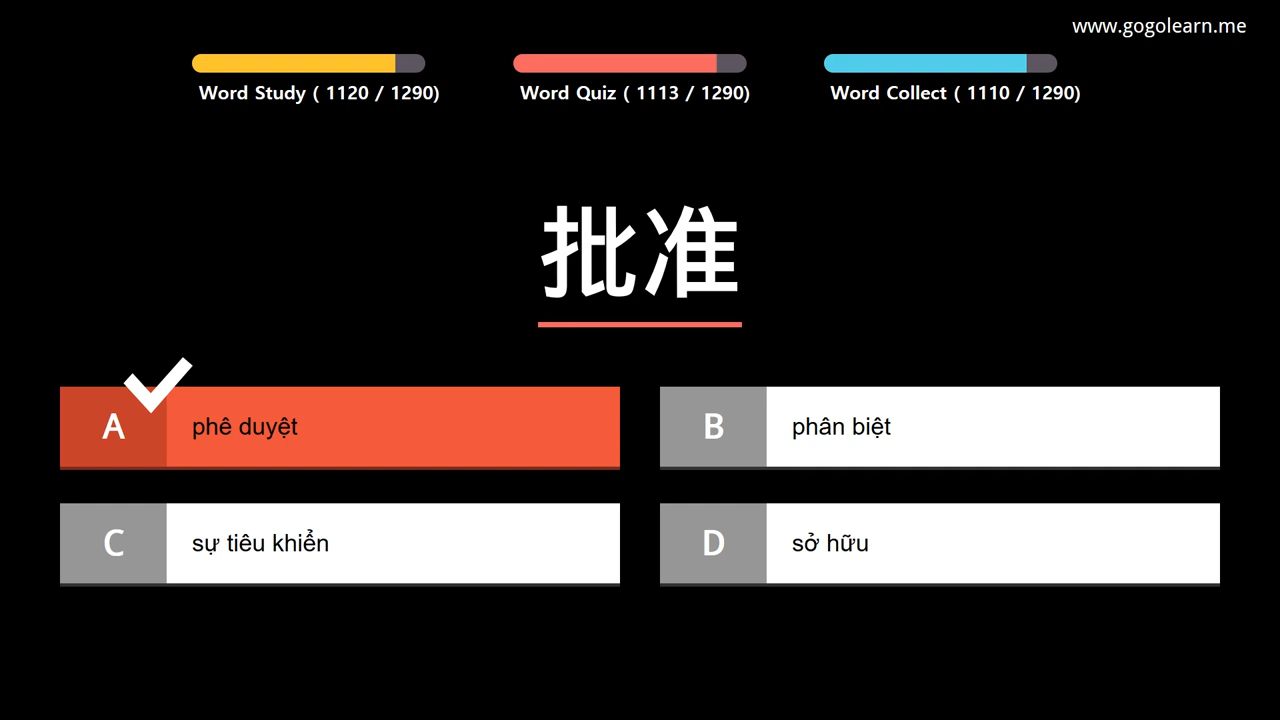 www.gogolearn.me
Word Study ( 1120 / 1290)
Word Quiz ( 1113 / 1290)
Word Collect ( 1110 / 1290)
批准
A phê duyệt
B phân biệt
C sự tiêu khiển
D sở hữu